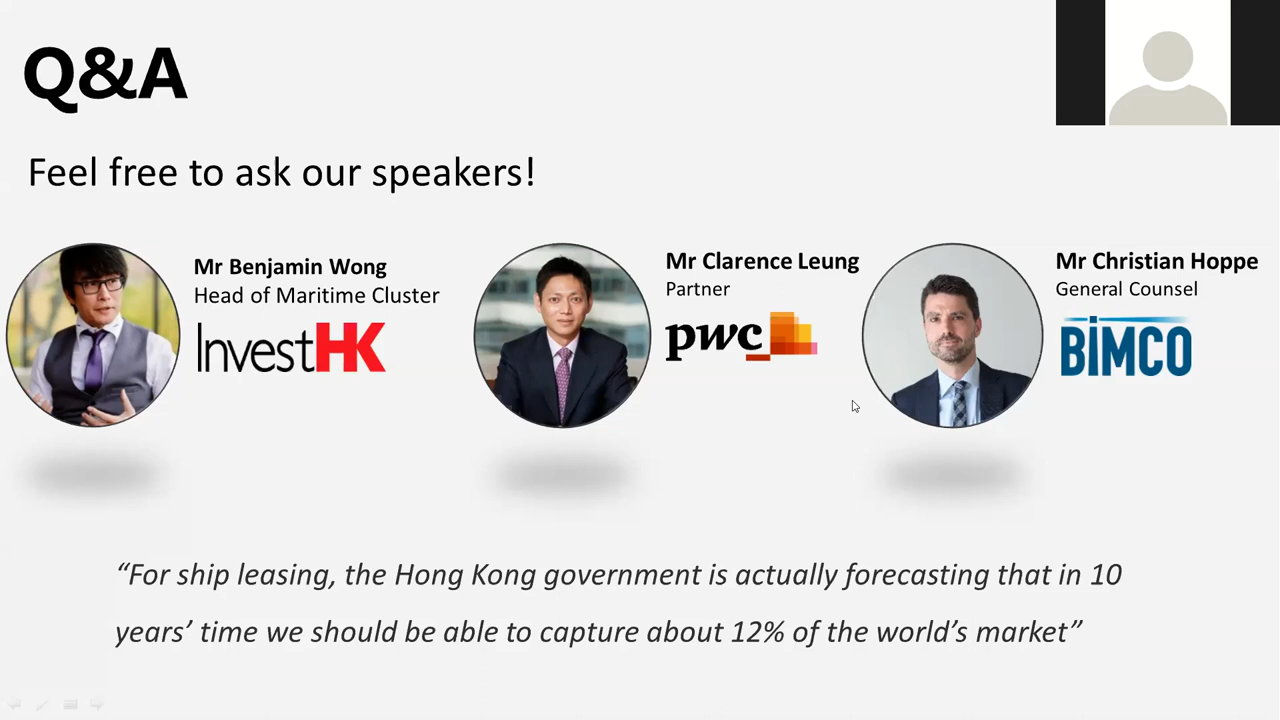 Q&A
Feel free to ask our speakers!
Mr Benjamin Wong
Head of Maritime Cluster
InvestHK
Mr Clarence Leung
Partner
pwc
Mr Christian Hoppe
General Counsel
BIMCO
“For ship leasing, the Hong Kong government is actually forecasting that in 10
years’ time we should be able to capture about 12% of the world’s market”